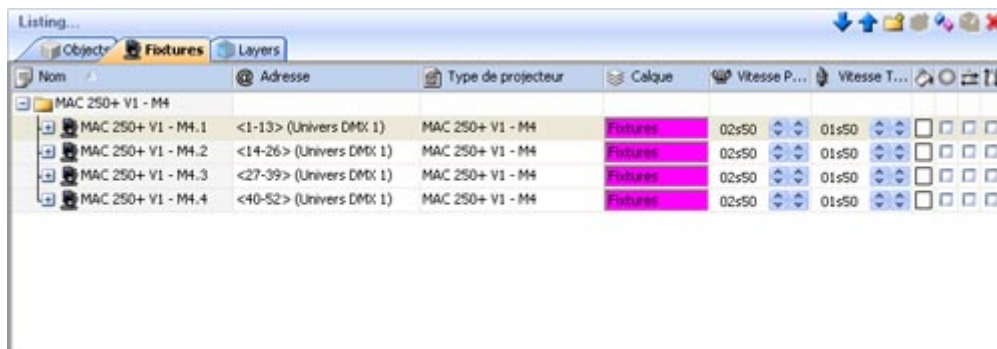 Listing...
Objects Fixtures Layers
Nom @ Adresse Type de projecteur Calque Vitesse P... Vitesse T...
MAC 250+ V1 - M4
MAC 250+ V1 - M4.1 <1-13> (Univers DMX 1) MAC 250+ V1 - M4 Fixtures 02s50 01s50
MAC 250+ V1 - M4.2 <14-26> (Univers DMX 1) MAC 250+ V1 - M4 Fixtures 02s50 01s50
MAC 250+ V1 - M4.3 <27-39> (Univers DMX 1) MAC 250+ V1 - M4 Fixtures 02s50 01s50
MAC 250+ V1 - M4.4 <40-52> (Univers DMX 1) MAC 250+ V1 - M4 Fixtures 02s50 01s50